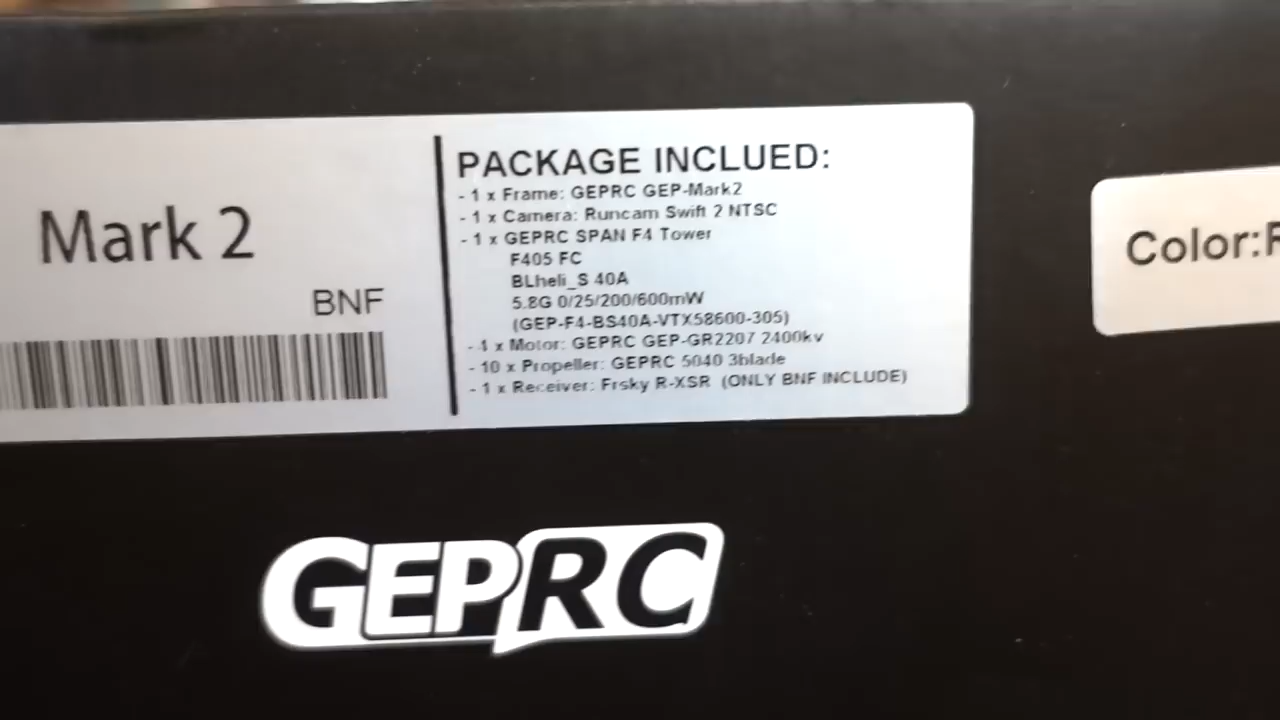 Mark 2
BNF
PACKAGE INCLUED:
- 1 x Frame: GEPRC GEP-Mark2
- 1 x Camera: Runcam Swift 2 NTSC
- 1 x GEPRC SPAN F4 Tower
F405 FC
BLheli_S 40A
5.8G 0/25/200/600mW
(GEP-F4-BS40A-VTX58600-305)
- 4 x Motor: GEPRC GEP-GR2207 2400kv
- 10 x Propeller: GEPRC 5040 3blade
- 1 x Receiver: Frsky R-XSR (ONLY BNF INCLUDE)
Color:R
GEPRC